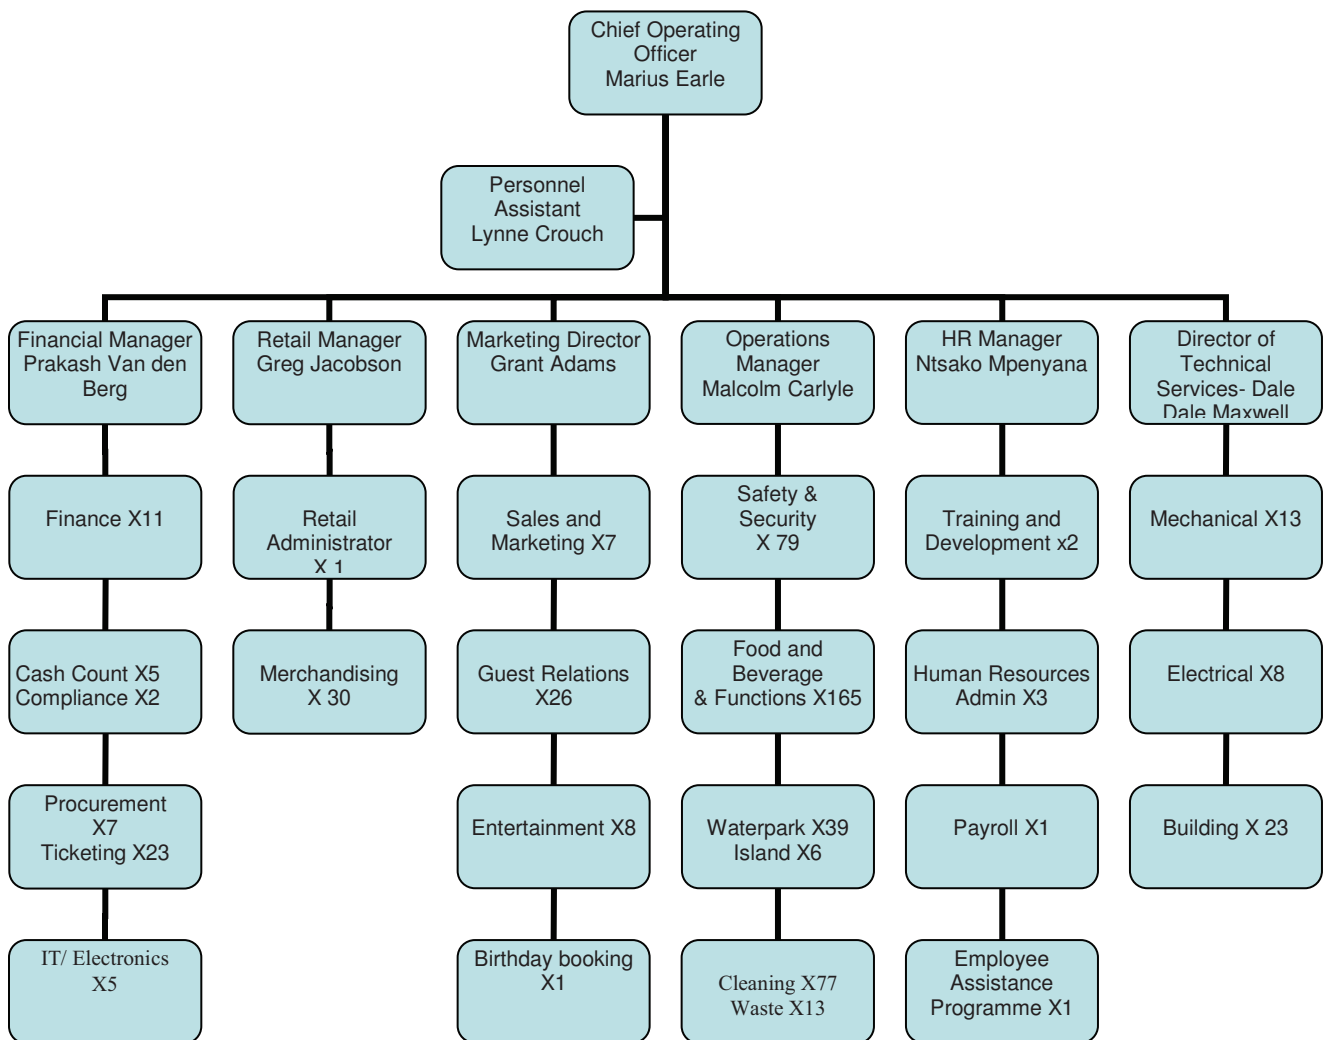 Chief Operating
Officer
Marius Earle
Personnel
Assistant
Lynne Crouch
Financial Manager
Prakash Van den
Berg
Retail Manager
Greg Jacobson
Marketing Director
Grant Adams
Operations
Manager
Malcolm Carlyle
HR Manager
Ntsako Mpenyana
Director of
Technical
Services- Dale
Dale Maxwell
Finance X11
Retail
Administrator
X 1
Sales and
Marketing X7
Safety &
Security
X 79
Training and
Development x2
Mechanical X13
Cash Count X5
Compliance X2
Merchandising
X 30
Guest Relations
X26
Food and
Beverage
& Functions X165
Human Resources
Admin X3
Electrical X8
Procurement
X7
Ticketing X23
Entertainment X8
Waterpark X39
Island X6
Payroll X1
Building X 23
IT/ Electronics
X5
Birthday booking
X1
Cleaning X77
Waste X13
Employee
Assistance
Programme X1